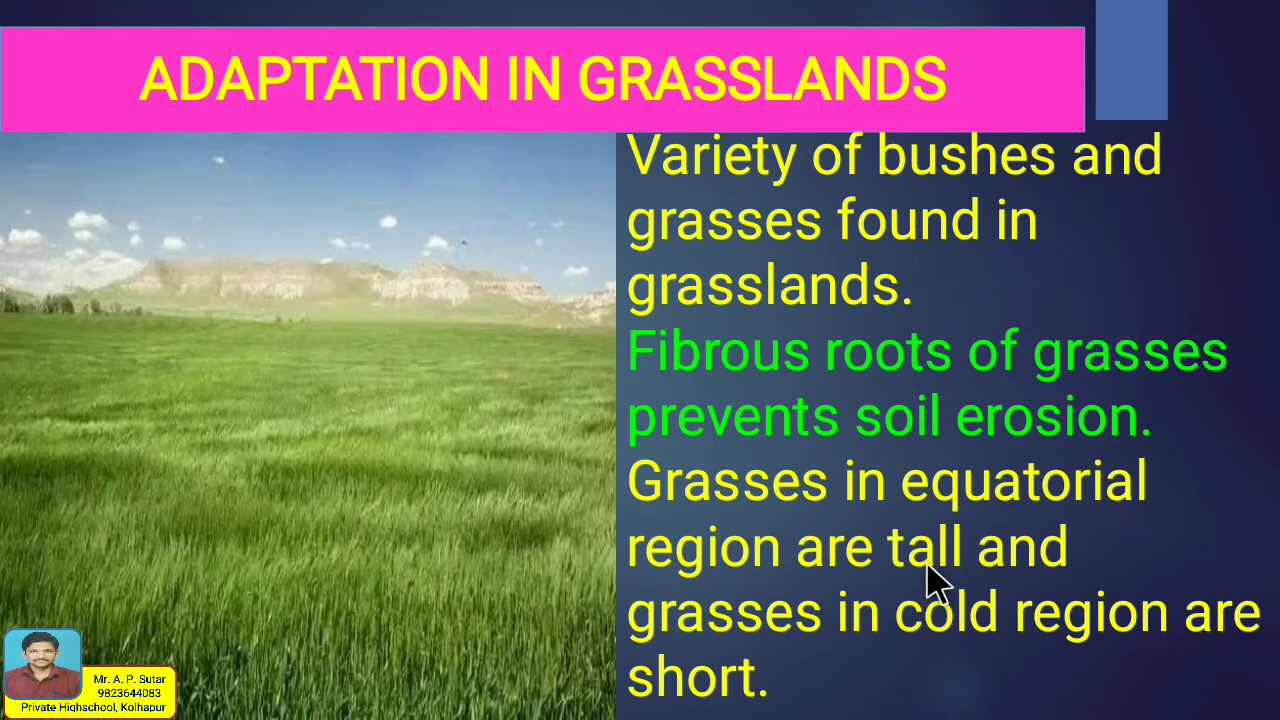 ADAPTATION IN GRASSLANDS
Variety of bushes and
grasses found in
grasslands.
Fibrous roots of grasses
prevents soil erosion.
Grasses in equatorial
region are tall and
grasses in cold region are
short.
Mr. A. P. Sutar
9823644083
Private Highschool, Kolhapur